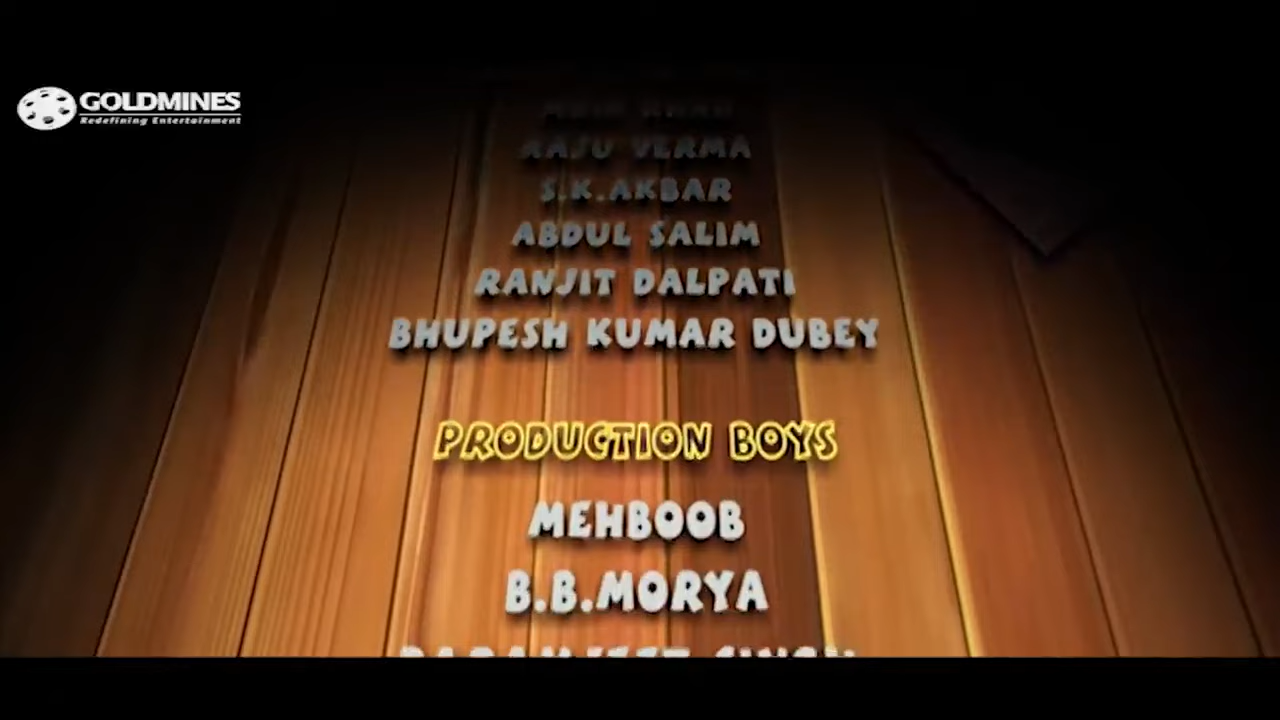 GOLDMINES
Redefining Entertainment
RAJU VERMA
S.K.AKBAR
ABDUL SALIM
RANJIT DALPATI
BHUPESH KUMAR DUBEY
PRODUCTION BOYS
MEHBOOB
B.B.MORYA